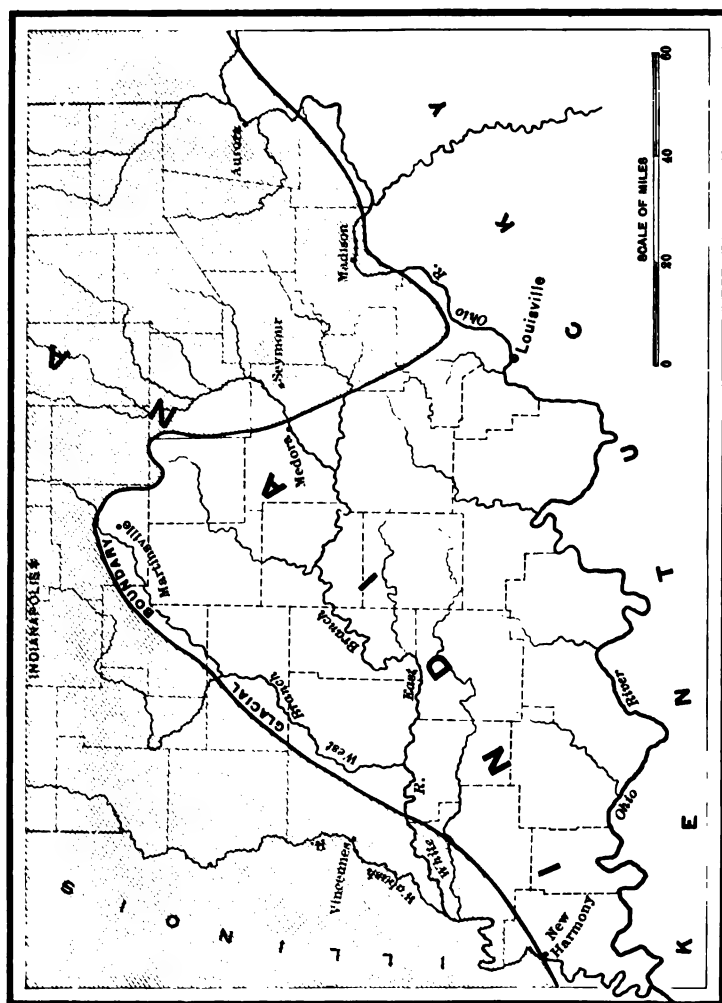 INDIANAPOLIS
ILLINOIS
INDIANA
KENTUCKY
GLACIAL BOUNDARY
Martinsville
Aurora
Seymour
Medora
Madison
Louisville
Ohio R.
Vincennes
Wabash R.
West Branch
East Branch
White R.
New Harmony
Ohio River
SCALE OF MILES
0 20 40 60